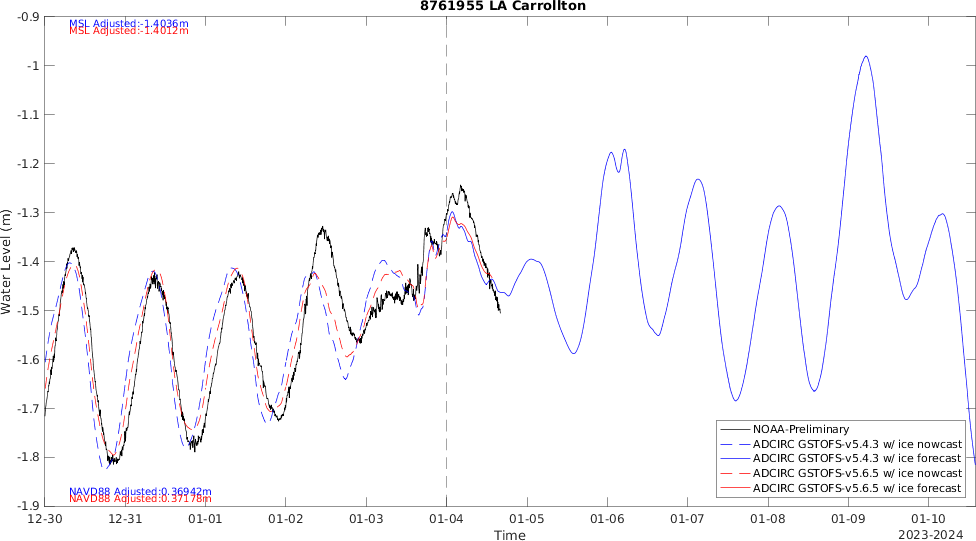 8761955 LA Carrollton
-0.9
MSL Adjusted:-1.4036m
MSL Adjusted:-1.4012m
-1
-1.1
-1.2
-1.3
-1.4
-1.5
-1.6
-1.7
-1.8
-1.9
Water Level (m)
NOAA-Preliminary
ADCIRC GSTOFS-v5.4.3 w/ ice nowcast
ADCIRC GSTOFS-v5.4.3 w/ ice forecast
ADCIRC GSTOFS-v5.6.5 w/ ice nowcast
ADCIRC GSTOFS-v5.6.5 w/ ice forecast
NAVD88 Adjusted:0.36942m
NAVD88 Adjusted:0.37178m
12-30 12-31 01-01 01-02 01-03 01-04 01-05 01-06 01-07 01-08 01-09 01-10
Time
2023-2024